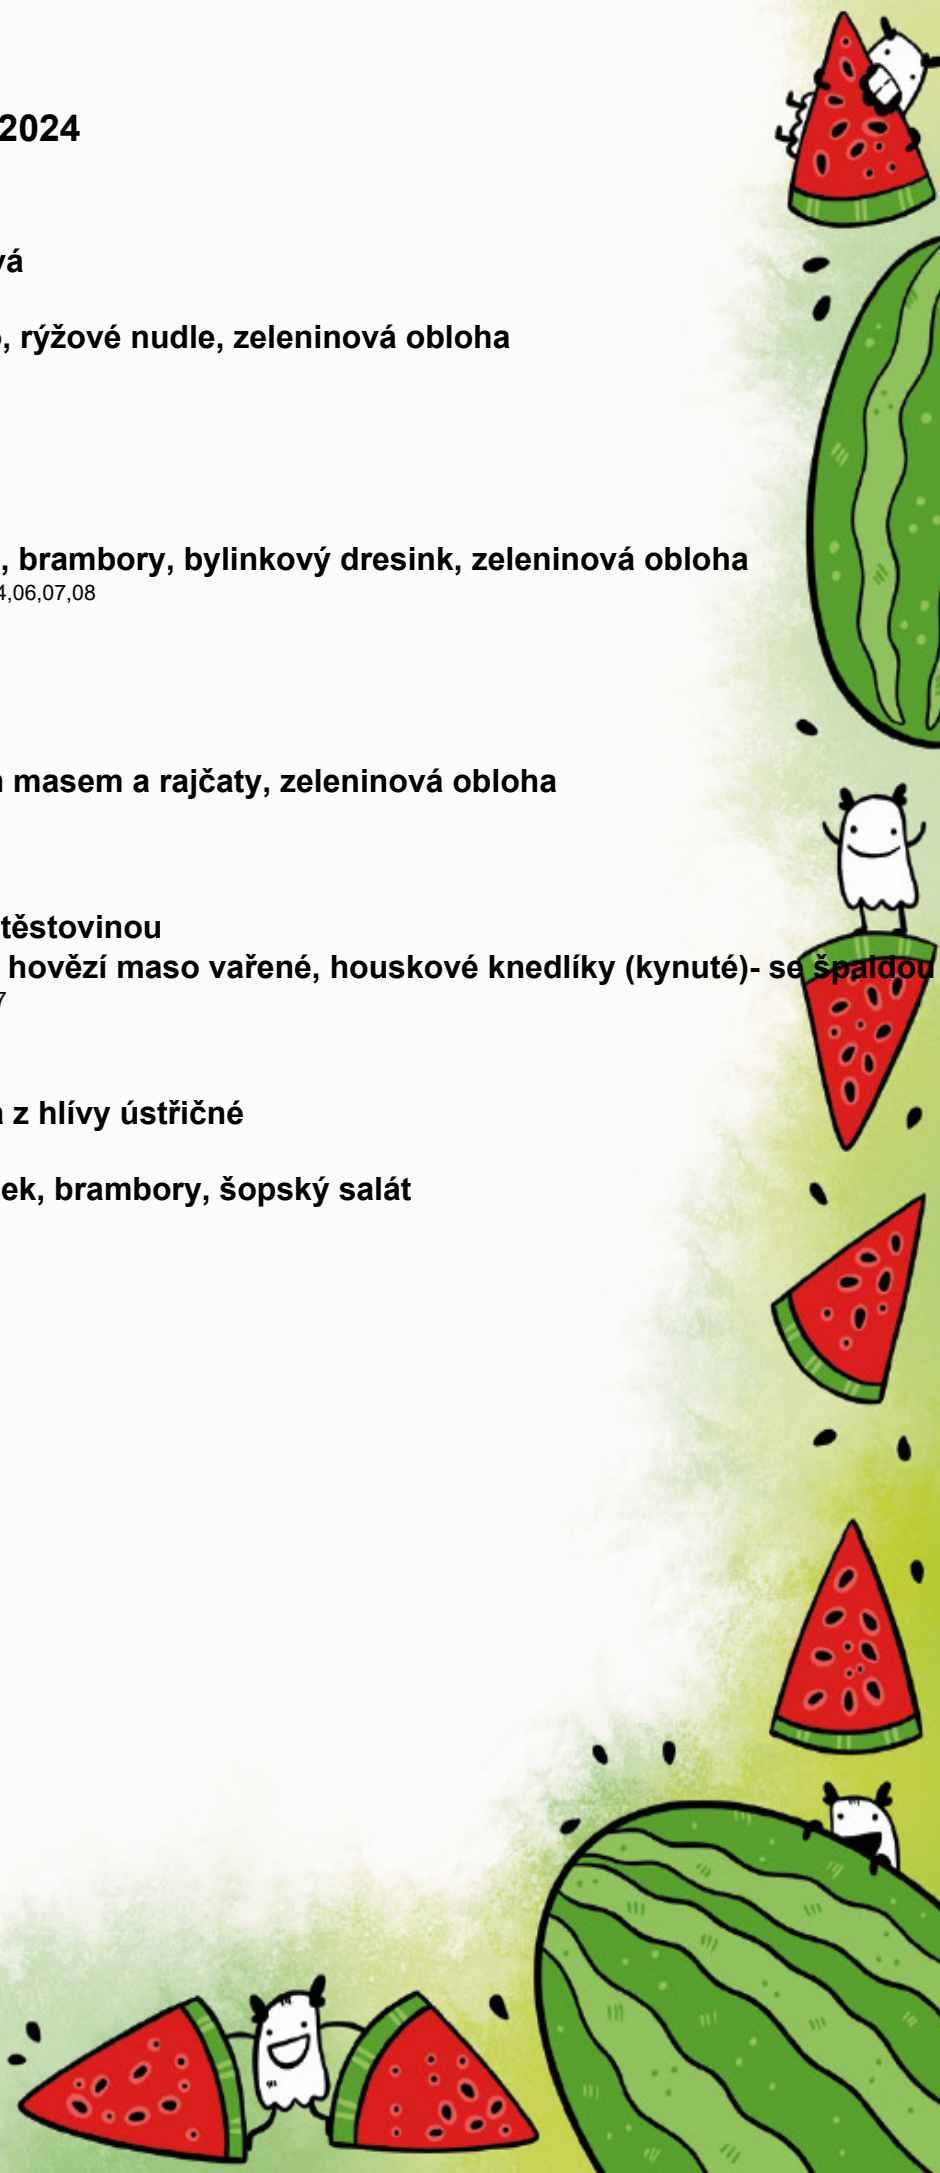 2024
vá
, rýžové nudle, zeleninová obloha
, brambory, bylinkový dresink, zeleninová obloha
4,06,07,08
masem a rajčaty, zeleninová obloha
těstovinou
hovězí maso vařené, houskové knedlíky (kynuté)- se špaldou
7
z hlívy ústřičné
ek, brambory, šopský salát